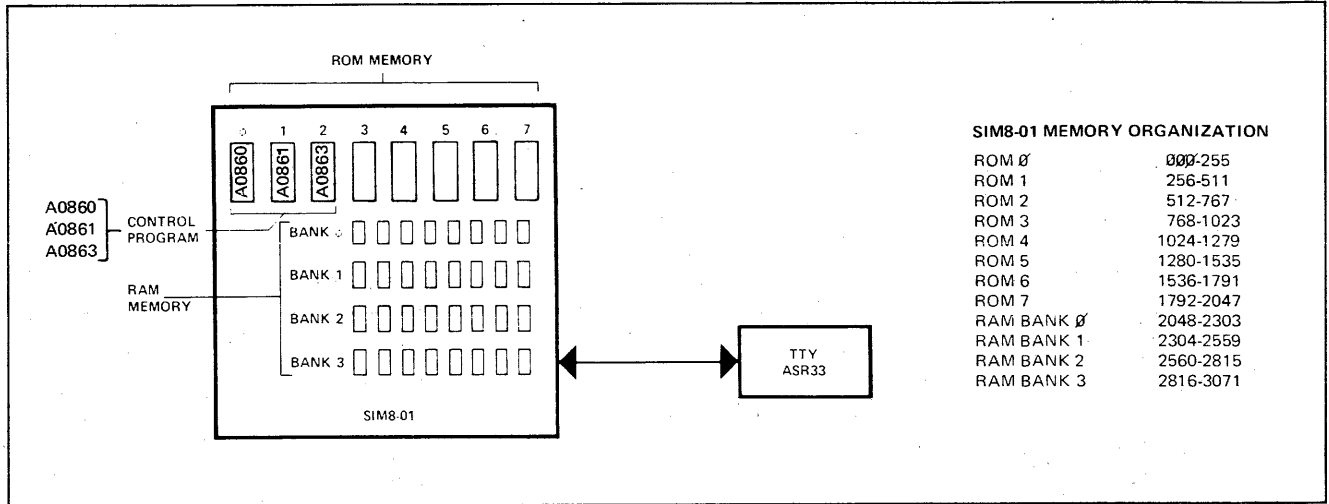 ROM MEMORY
0 1 2 3 4 5 6 7
A0860 A0861 A0863
A0860
A0861
A0863
CONTROL
PROGRAM
RAM
MEMORY
BANK 0
BANK 1
BANK 2
BANK 3
SIM8-01
TTY
ASR33
SIM8-01 MEMORY ORGANIZATION
ROM Ø ØØØ-255
ROM 1 256-511
ROM 2 512-767
ROM 3 768-1023
ROM 4 1024-1279
ROM 5 1280-1535
ROM 6 1536-1791
ROM 7 1792-2047
RAM BANK Ø 2048-2303
RAM BANK 1 2304-2559
RAM BANK 2 2560-2815
RAM BANK 3 2816-3071